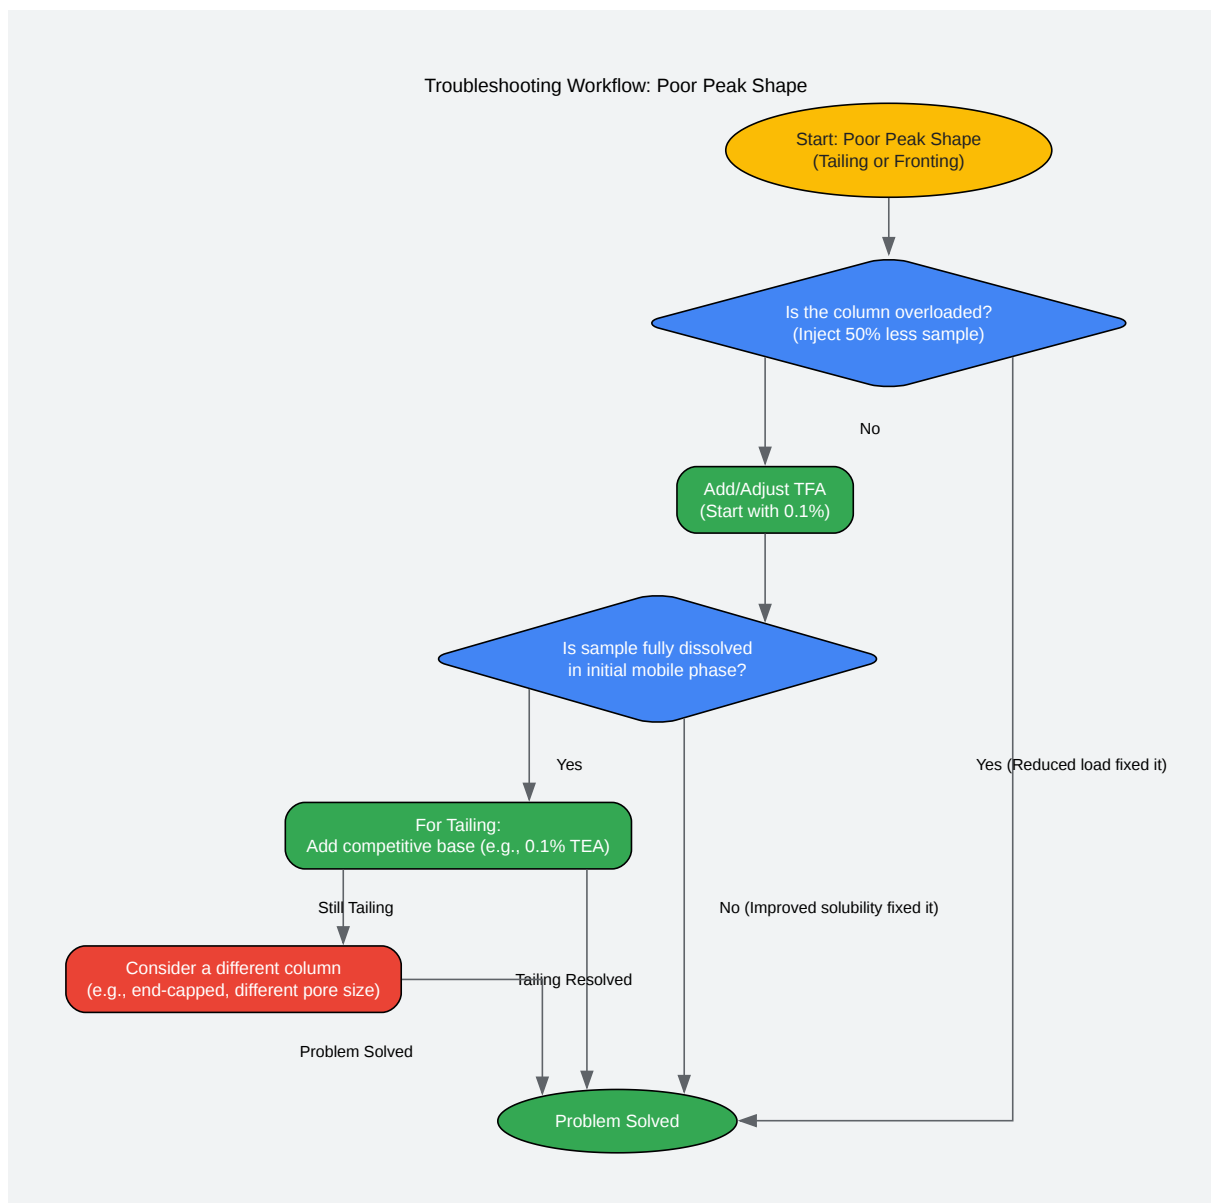 Troubleshooting Workflow: Poor Peak Shape
Start: Poor Peak Shape
(Tailing or Fronting)
Is the column overloaded?
(Inject 50% less sample)
No
Add/Adjust TFA
(Start with 0.1%)
Is sample fully dissolved
in initial mobile phase?
Yes
Yes (Reduced load fixed it)
For Tailing:
Add competitive base (e.g., 0.1% TEA)
Still Tailing
No (Improved solubility fixed it)
Consider a different column
(e.g., end-capped, different pore size)
Tailing Resolved
Problem Solved
Problem Solved